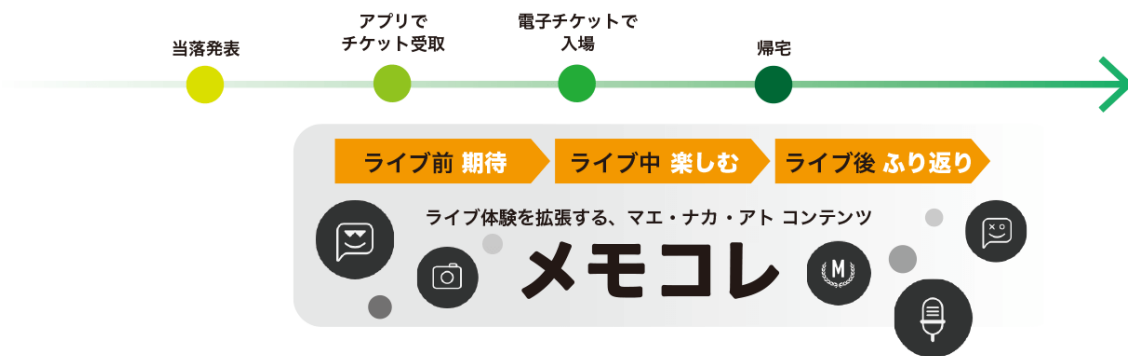 当落発表
アプリで
チケット受取
電子チケットで
入場
帰宅
ライブ前 期待
ライブ中 楽しむ
ライブ後 ふり返り
ライブ体験を拡張する、マエ・ナカ・アト コンテンツ
メモコレ
M